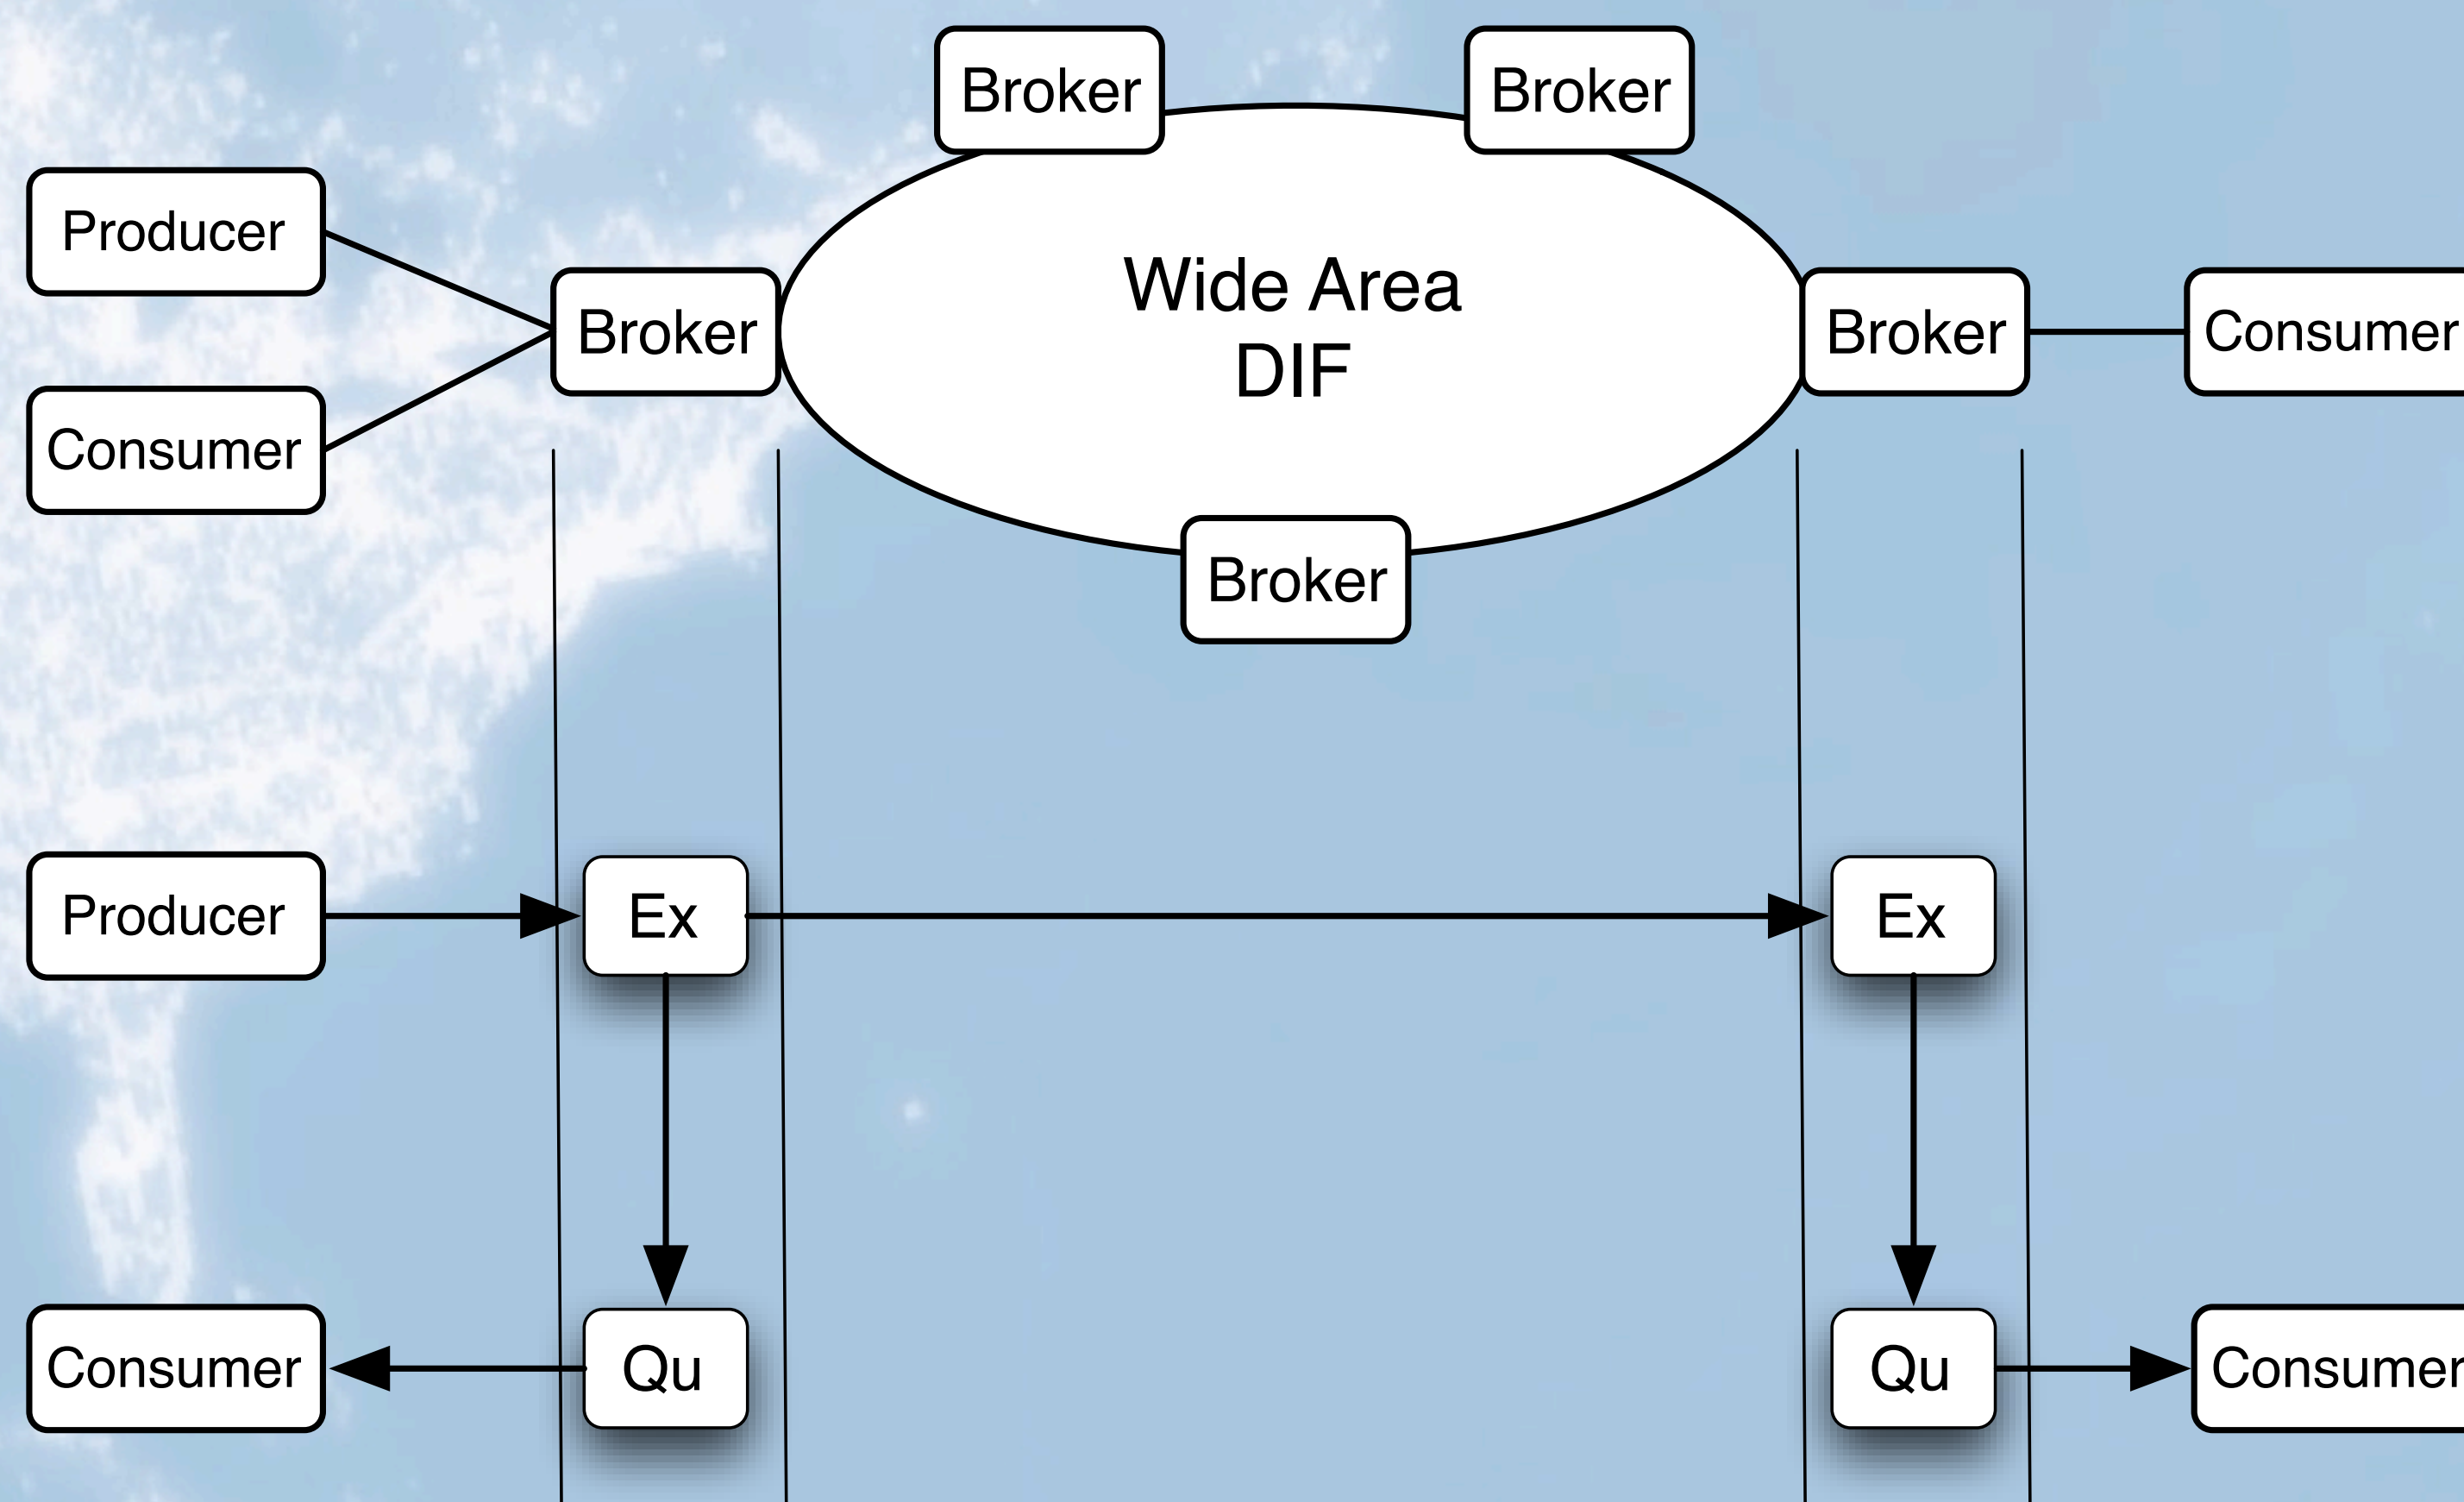 Broker
Broker
Producer
Wide Area
DIF
Broker
Broker
Consumer
Consumer
Broker
Producer
Ex
Ex
Consumer
Qu
Qu
Consumer